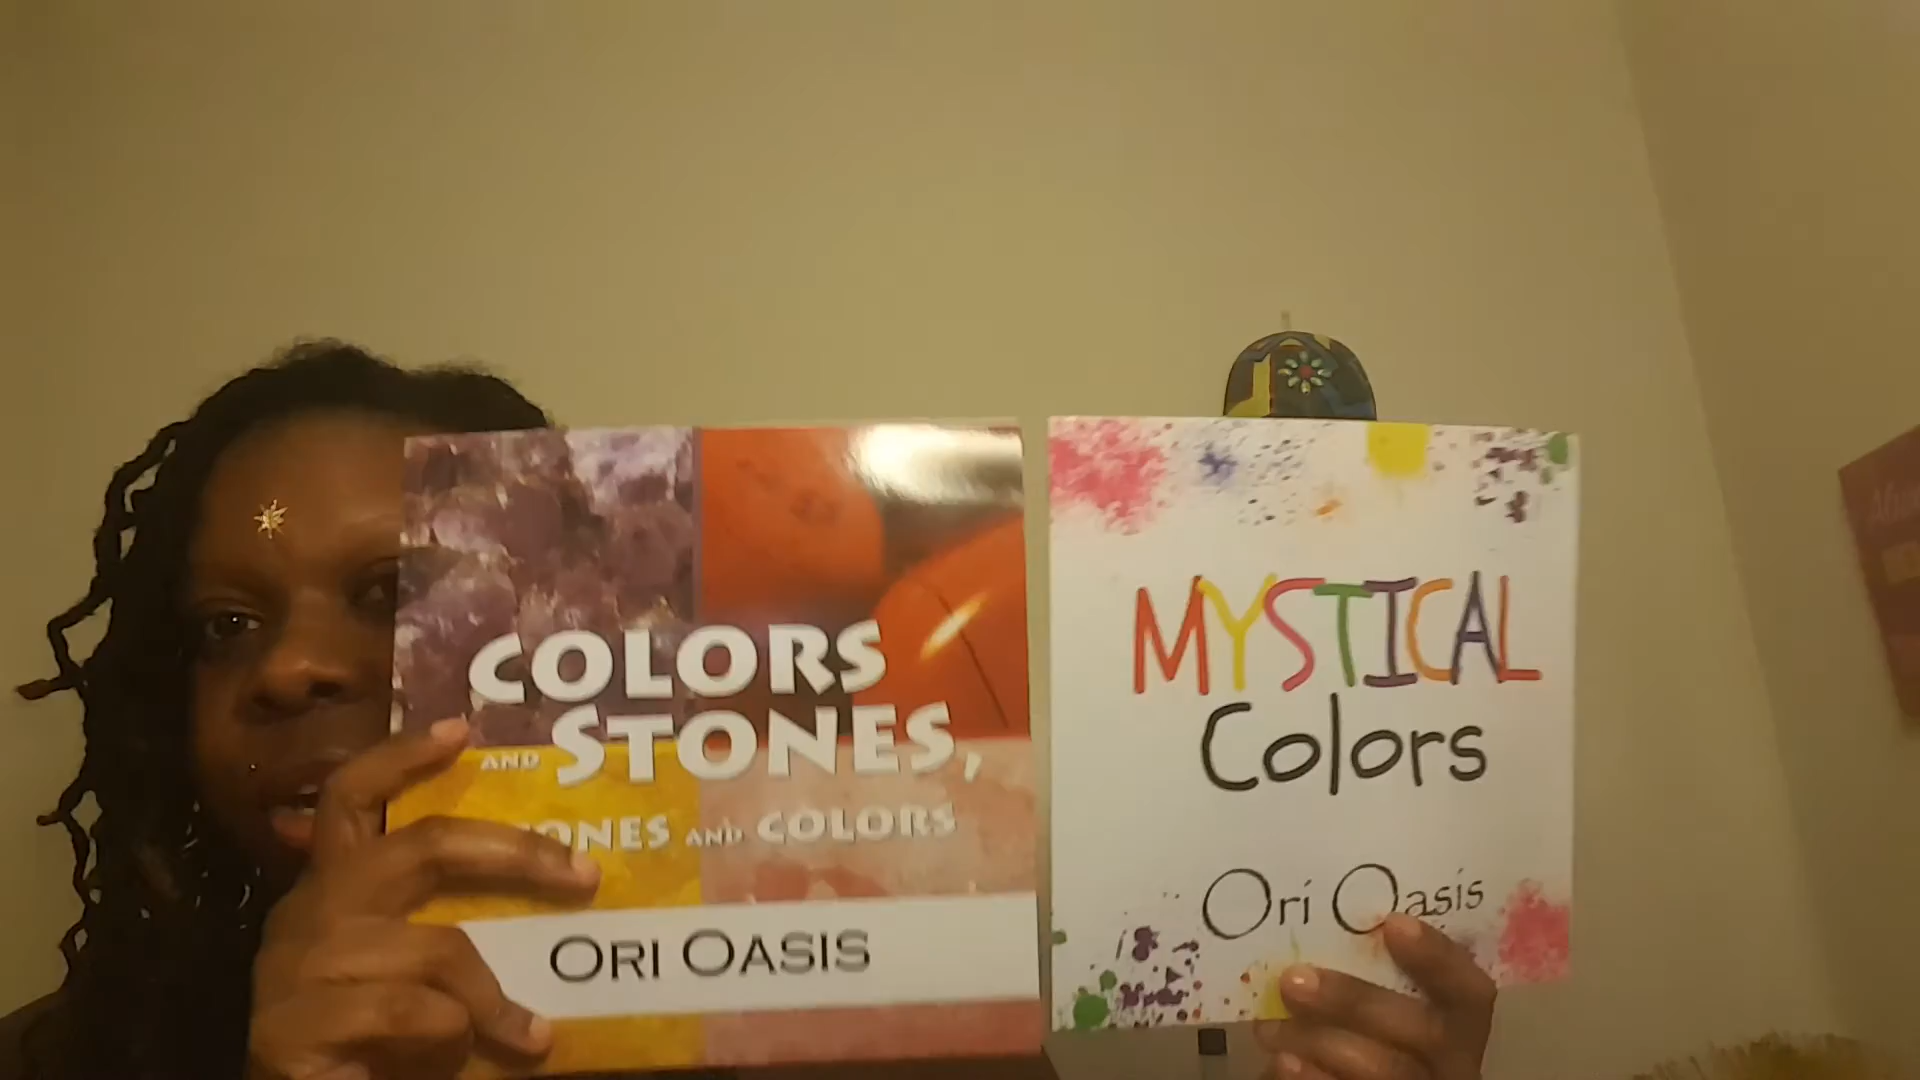 COLORS
AND STONES,
ONES AND COLORS
ORI OASIS
MYSTICAL
Colors
Ori Oasis